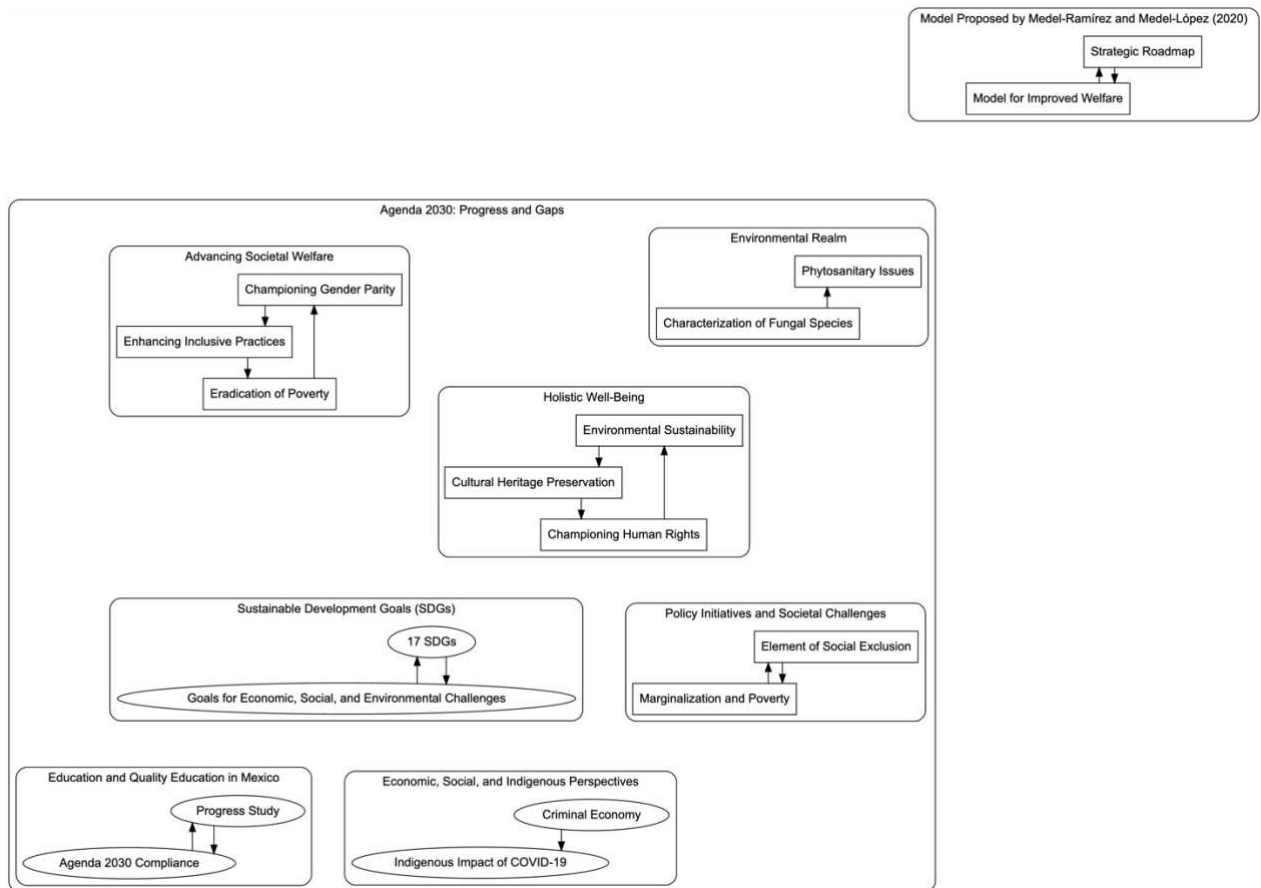 Model Proposed by Medel-Ramírez and Medel-López (2020)
Strategic Roadmap
Model for Improved Welfare
Agenda 2030: Progress and Gaps
Advancing Societal Welfare
Championing Gender Parity
Enhancing Inclusive Practices
Eradication of Poverty
Environmental Realm
Phytosanitary Issues
Characterization of Fungal Species
Holistic Well-Being
Environmental Sustainability
Cultural Heritage Preservation
Championing Human Rights
Sustainable Development Goals (SDGs)
17 SDGs
Goals for Economic, Social, and Environmental Challenges
Policy Initiatives and Societal Challenges
Element of Social Exclusion
Marginalization and Poverty
Education and Quality Education in Mexico
Progress Study
Agenda 2030 Compliance
Economic, Social, and Indigenous Perspectives
Criminal Economy
Indigenous Impact of COVID-19